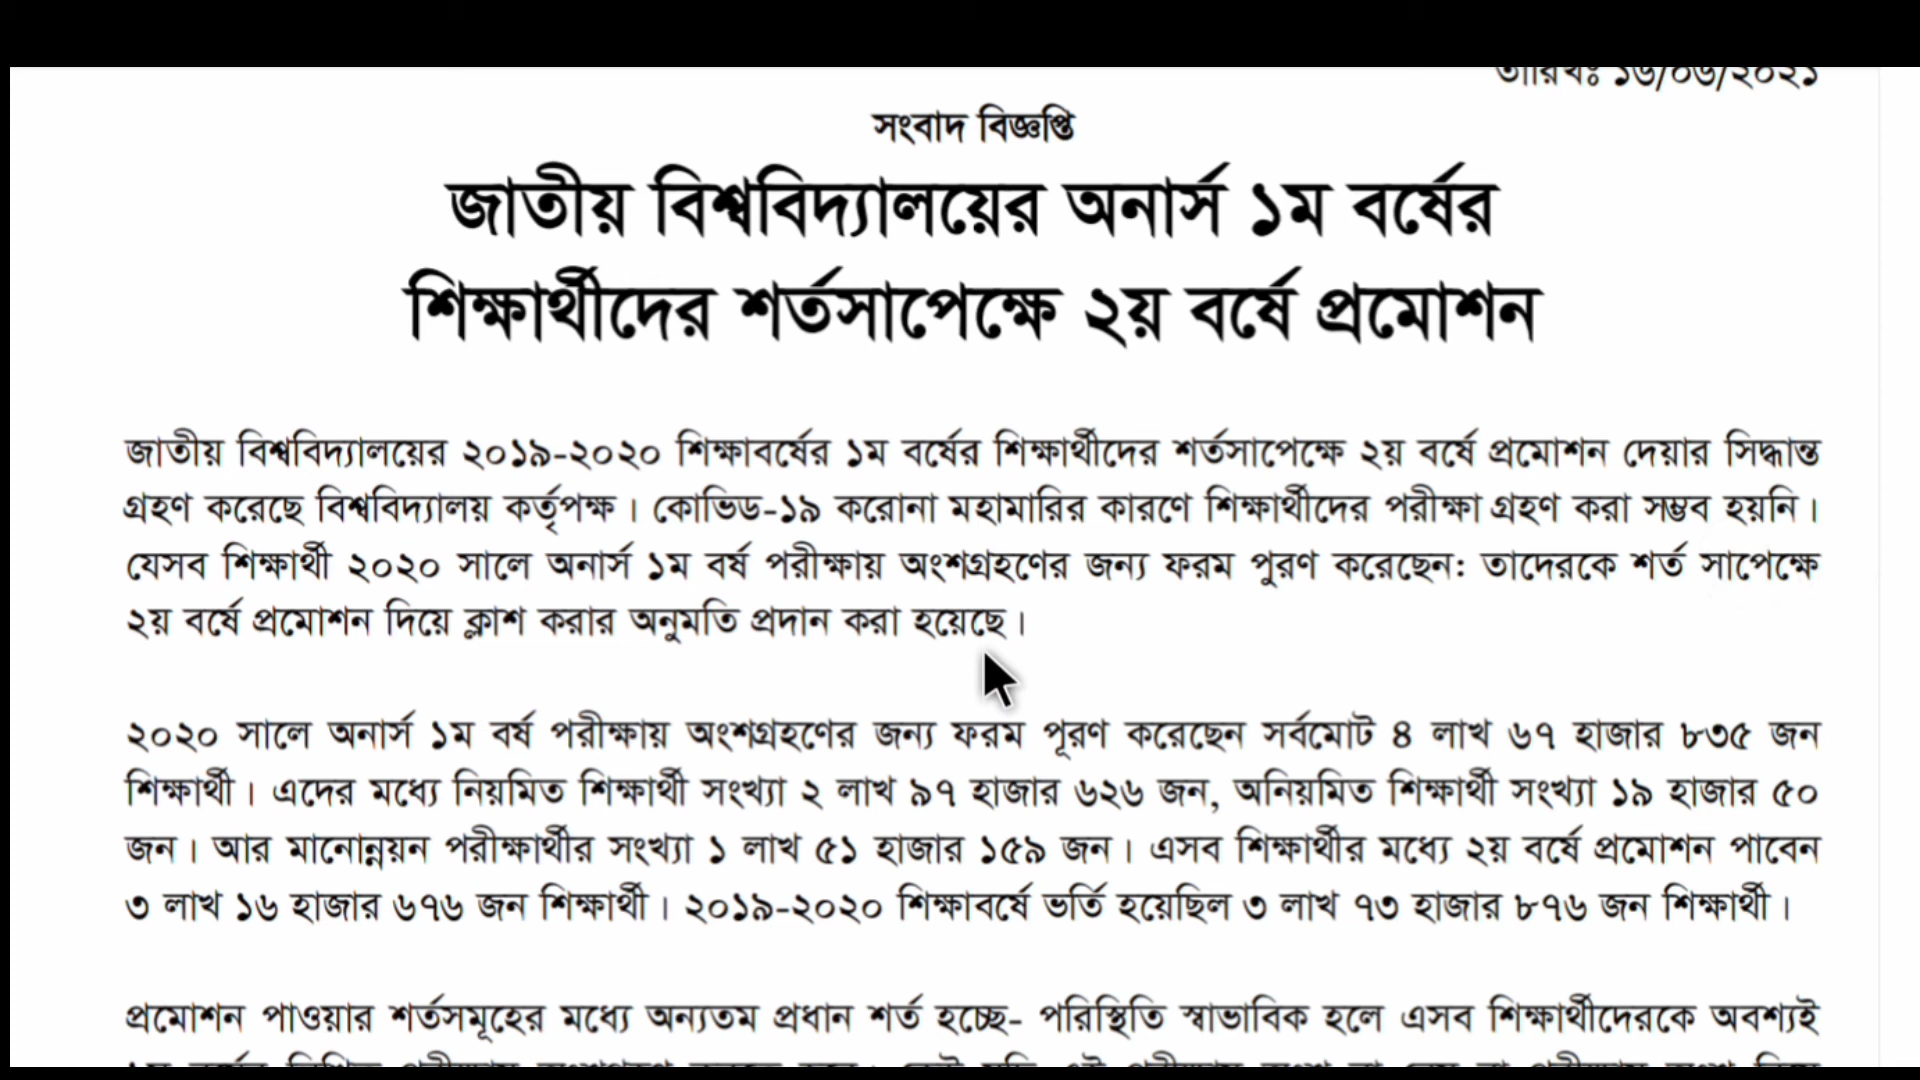 তারিখঃ ১৬/০৬/২০২১
সংবাদ বিজ্ঞপ্তি
জাতীয় বিশ্ববিদ্যালয়ের অনার্স ১ম বর্ষের
শিক্ষার্থীদের শর্তসাপেক্ষে ২য় বর্ষে প্রমোশন
জাতীয় বিশ্ববিদ্যালয়ের ২০১৯-২০২০ শিক্ষাবর্ষের ১ম বর্ষের শিক্ষার্থীদের শর্তসাপেক্ষে ২য় বর্ষে প্রমোশন দেয়ার সিদ্ধান্ত
গ্রহণ করেছে বিশ্ববিদ্যালয় কর্তৃপক্ষ। কোভিড-১৯ করোনা মহামারির কারণে শিক্ষার্থীদের পরীক্ষা গ্রহণ করা সম্ভব হয়নি।
যেসব শিক্ষার্থী ২০২০ সালে অনার্স ১ম বর্ষ পরীক্ষায় অংশগ্রহণের জন্য ফরম পুরণ করেছেন: তাদেরকে শর্ত সাপেক্ষে
২য় বর্ষে প্রমোশন দিয়ে ক্লাশ করার অনুমতি প্রদান করা হয়েছে।
২০২০ সালে অনার্স ১ম বর্ষ পরীক্ষায় অংশগ্রহণের জন্য ফরম পূরণ করেছেন সর্বমোট ৪ লাখ ৬৭ হাজার ৮৩৫ জন
শিক্ষার্থী। এদের মধ্যে নিয়মিত শিক্ষার্থী সংখ্যা ২ লাখ ৯৭ হাজার ৬২৬ জন, অনিয়মিত শিক্ষার্থী সংখ্যা ১৯ হাজার ৫০
জন। আর মানোন্নয়ন পরীক্ষার্থীর সংখ্যা ১ লাখ ৫১ হাজার ১৫৯ জন। এসব শিক্ষার্থীর মধ্যে ২য় বর্ষে প্রমোশন পাবেন
৩ লাখ ১৬ হাজার ৬৭৬ জন শিক্ষার্থী। ২০১৯-২০২০ শিক্ষাবর্ষে ভর্তি হয়েছিল ৩ লাখ ৭৩ হাজার ৮৭৬ জন শিক্ষার্থী।
প্রমোশন পাওয়ার শর্তসমূহের মধ্যে অন্যতম প্রধান শর্ত হচ্ছে- পরিস্থিতি স্বাভাবিক হলে এসব শিক্ষার্থীদেরকে অবশ্যই